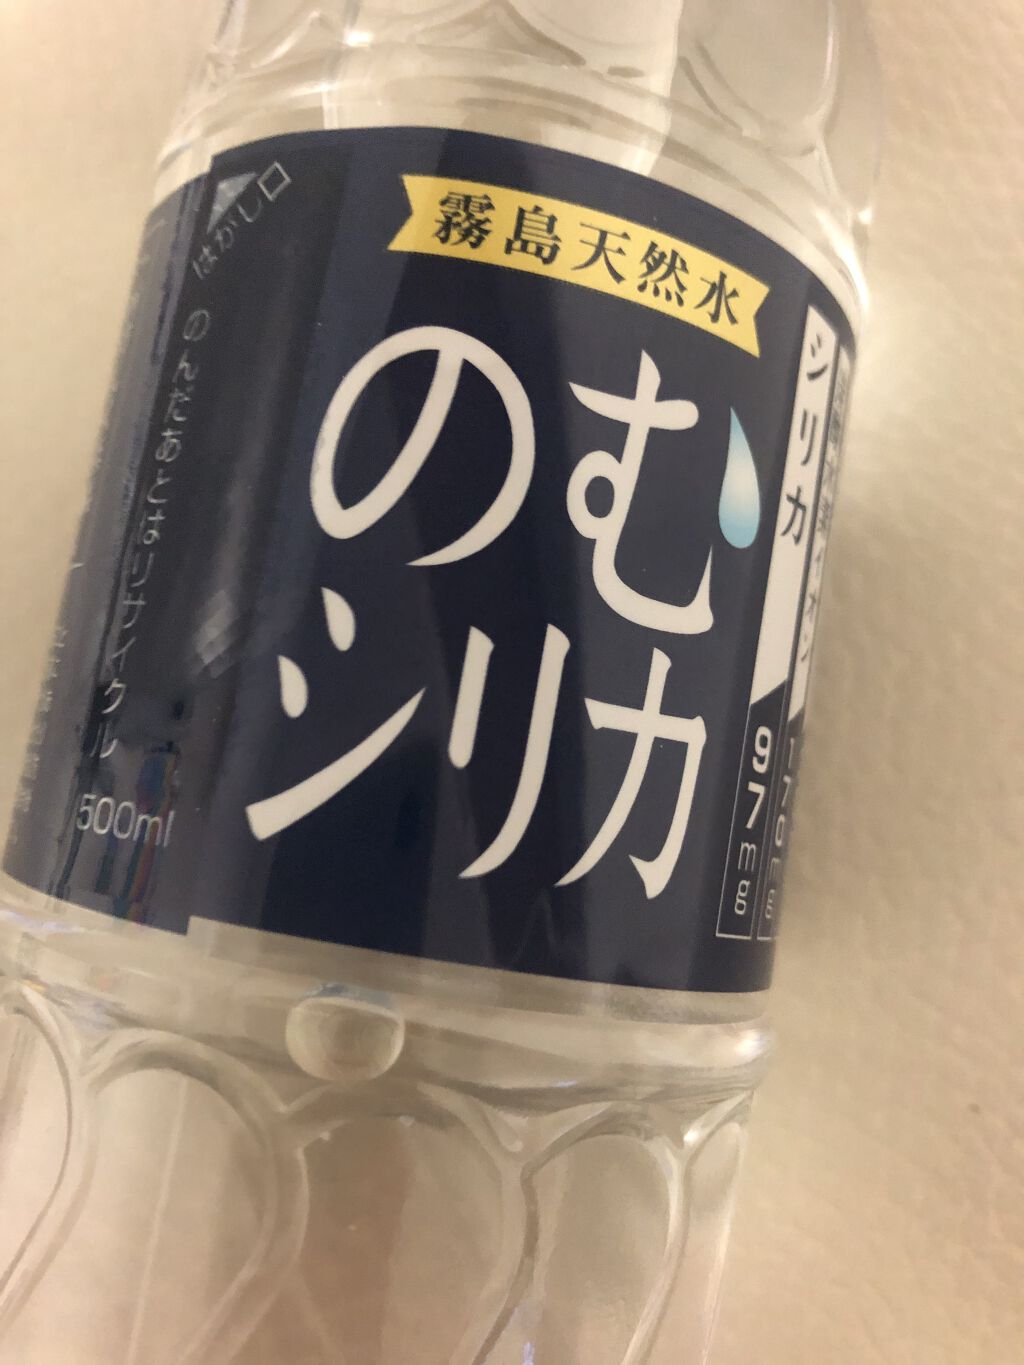 霧島天然水
のむ
シリカ
シリカ
97mg
170mg
はがし口
のんだあとはリサイクル
500ml